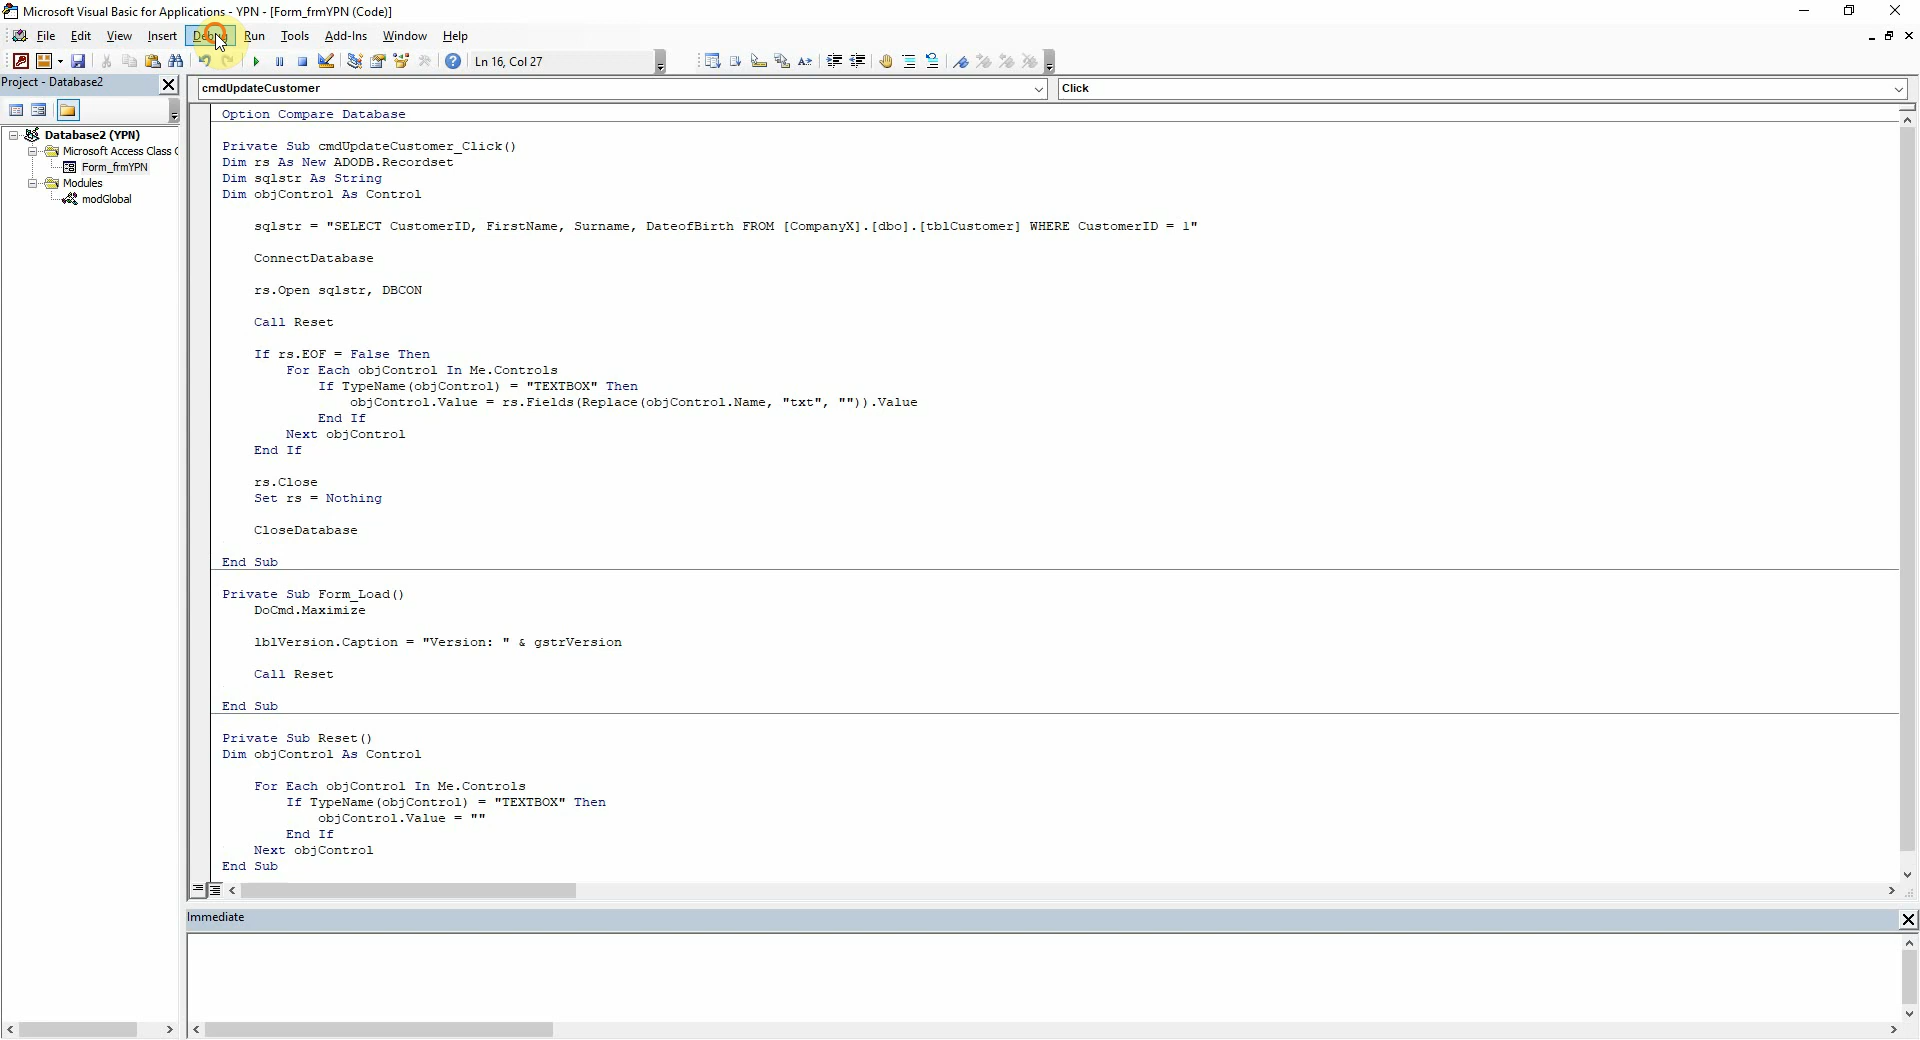 Microsoft Visual Basic for Applications - YPN - [Form_frmYPN (Code)]
File Edit View Insert Debug Run Tools Add-Ins Window Help
Ln 16, Col 27
Project - Database2
cmdUpdateCustomer
Click
Database2 (YPN)
Microsoft Access Class
Form_frmYPN
Modules
modGlobal
Option Compare Database
Private Sub cmdUpdateCustomer_Click()
Dim rs As New ADODB.Recordset
Dim sqlstr As String
Dim objControl As Control
sqlstr = "SELECT CustomerID, FirstName, Surname, DateofBirth FROM [CompanyX].[dbo].[tblCustomer] WHERE CustomerID = 1"
ConnectDatabase
rs.Open sqlstr, DBCON
Call Reset
If rs.EOF = False Then
For Each objControl In Me.Controls
If TypeName(objControl) = "TEXTBOX" Then
objControl.Value = rs.Fields(Replace(objControl.Name, "txt", "")).Value
End If
Next objControl
End If
rs.Close
Set rs = Nothing
CloseDatabase
End Sub
Private Sub Form_Load()
DoCmd.Maximize
lblVersion.Caption = "Version: " & gstrVersion
Call Reset
End Sub
Private Sub Reset()
Dim objControl As Control
For Each objControl In Me.Controls
If TypeName(objControl) = "TEXTBOX" Then
objControl.Value = ""
End If
Next objControl
End Sub
Immediate